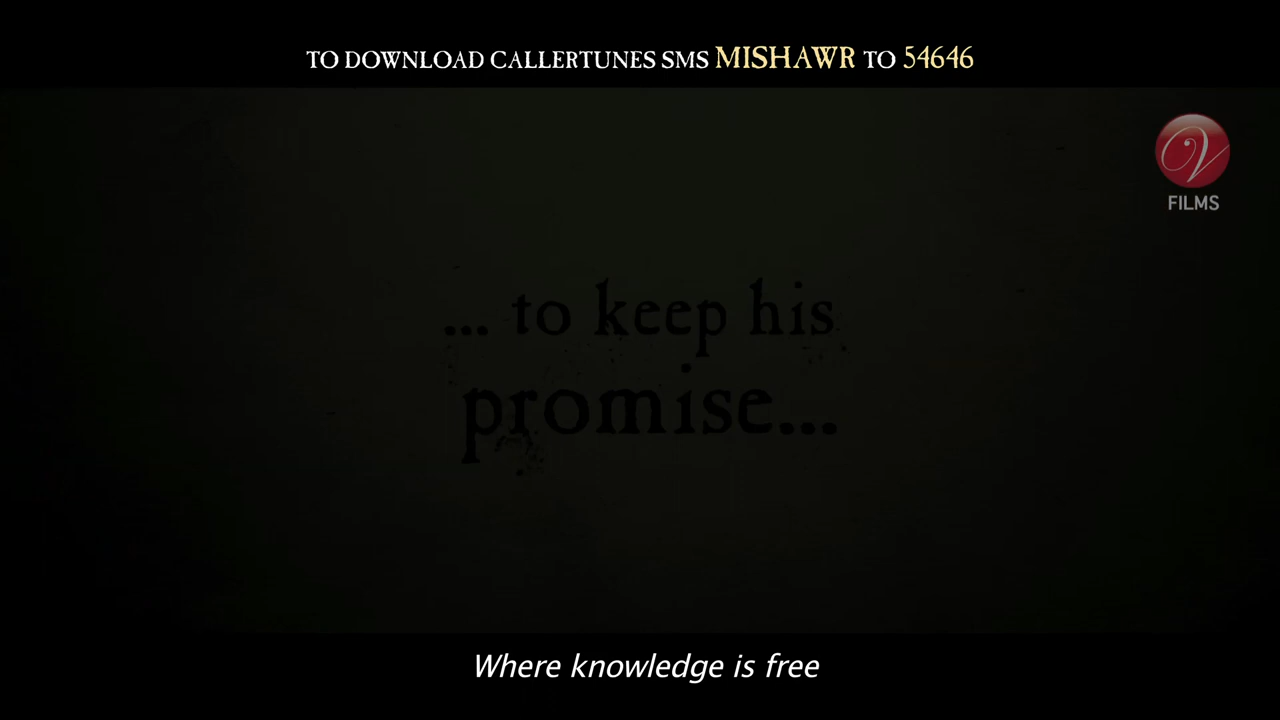 TO DOWNLOAD CALLERTUNES SMS MISHAWR TO 54646
V
FILMS
... to keep his
promise...
Where knowledge is free